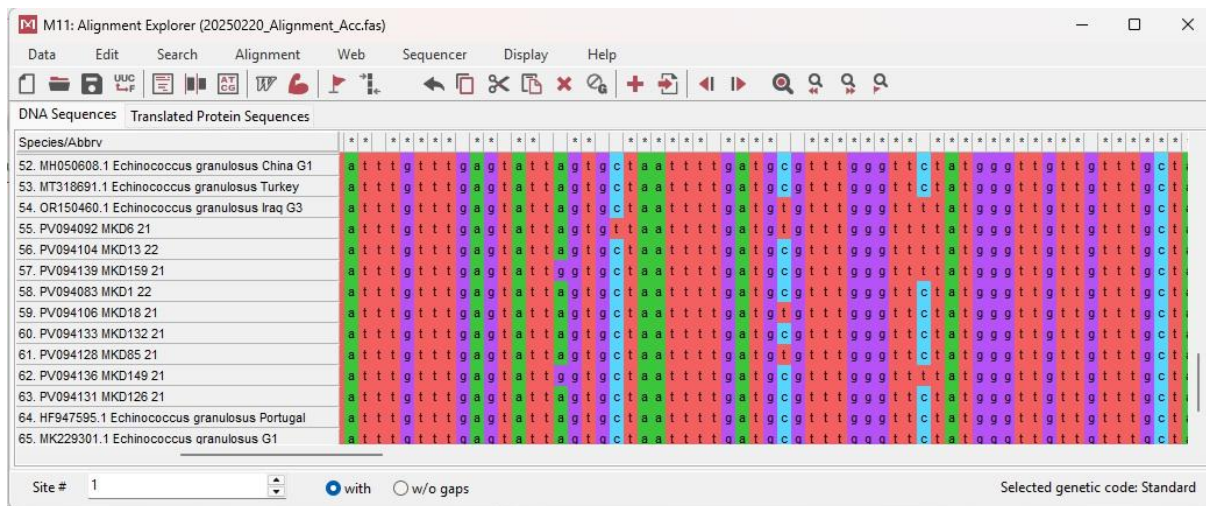 M11: Alignment Explorer (20250220_Alignment_Acc.fas)
Data Edit Search Alignment Web Sequencer Display Help
DNA Sequences Translated Protein Sequences
Species/Abbrv
52. MH050608.1 Echinococcus granulosus China G1 a t t t g t t t g a g t a t t a g t g c t a a t t t t g a t g c g t t t g g g t t c t a t g g g t t g t t g t t t g c t
53. MT318691.1 Echinococcus granulosus Turkey a t t t g t t t g a g t a t t a g t g c t a a t t t t g a t g c g t t t g g g t t c t a t g g g t t g t t g t t t g c t
54. OR150460.1 Echinococcus granulosus Iraq G3 a t t t g t t t g a g t a t t a g t g c t a a t t t t g a t g t g t t t g g g t t t t a t g g g t t g t t g t t t g c t
55. PV094092 MKD6 21 a t t t g t t t g a g t a t t a g t g t t a a t t t t g a t g t g t t t g g g t t t t a t g g g t t g t t g t t t g c t
56. PV094104 MKD13 22 a t t t g t t t g a g t a t t a g t g c t a a t t t t g a t g c g t t t g g g t t t t a t g g g t t g t t g t t t g c t
57. PV094139 MKD159 21 a t t t g t t t g a g t a t t g g t g c t a a t t t t g a t g c g t t t g g g t t t t a t g g g t t g t t g t t t g c t
58. PV094083 MKD1 22 a t t t g t t t g a g t a t t a g t g c t a a t t t t g a t g c g t t t g g g t t c t a t g g g t t g t t g t t t g c t
59. PV094106 MKD18 21 a t t t g t t t g a g t a t t a g t g c t a a t t t t g a t g t g t t t g g g t t c t a t g g g t t g t t g t t t g c t
60. PV094133 MKD132 21 a t t t g t t t g a g t a t t a g t g c t a a t t t t g a t g c g t t t g g g t t c t a t g g g t t g t t g t t t g c t
61. PV094128 MKD85 21 a t t t g t t t g a g t a t t a g t g c t a a t t t t g a t g t g t t t g g g t t c t a t g g g t t g t t g t t t g c t
62. PV094136 MKD149 21 a t t t g t t t g a g t a t t g g t g c t a a t t t t g a t g c g t t t g g g t t t t a t g g g t t g t t g t t t g c t
63. PV094131 MKD126 21 a t t t g t t t g a g t a t t a g t g c t a a t t t t g a t g c g t t t g g g t t c t a t g g g t t g t t g t t t g c t
64. HF947595.1 Echinococcus granulosus Portugal a t t t g t t t g a g t a t t a g t g c t a a t t t t g a t g c g t t t g g g t t c t a t g g g t t g t t g t t t g c t
65. MK229301.1 Echinococcus granulosus G1 a t t t g t t t g a g t a t t a g t g c t a a t t t t g a t g c g t t t g g g t t c t a t g g g t t g t t g t t t g c t
Site # 1 with w/o gaps Selected genetic code: Standard